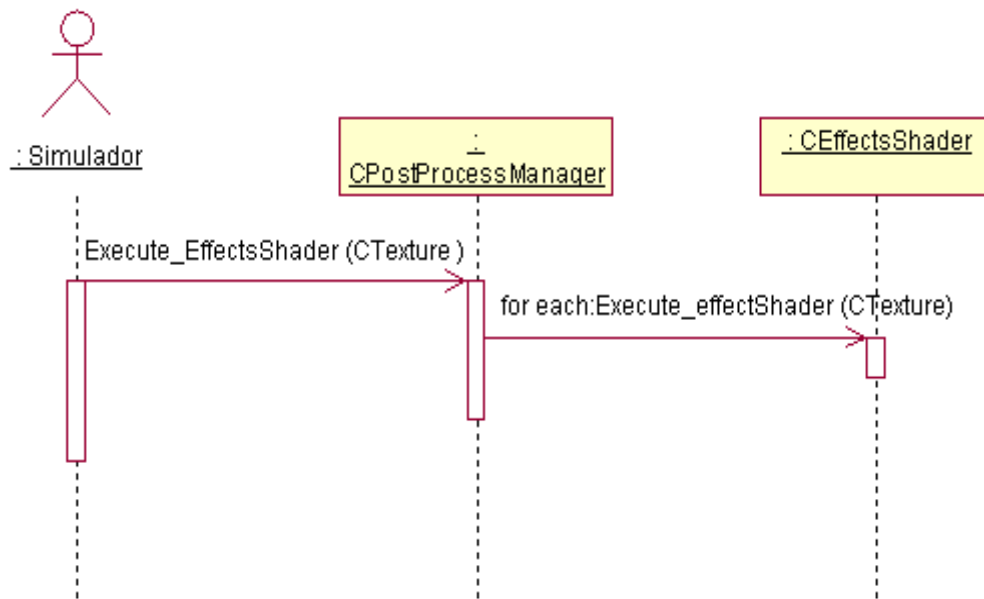 : Simulador
:
CPostProcessManager
: CEffectsShader
Execute_EffectsShader (CTexture )
for each:Execute_effectShader (CTexture)